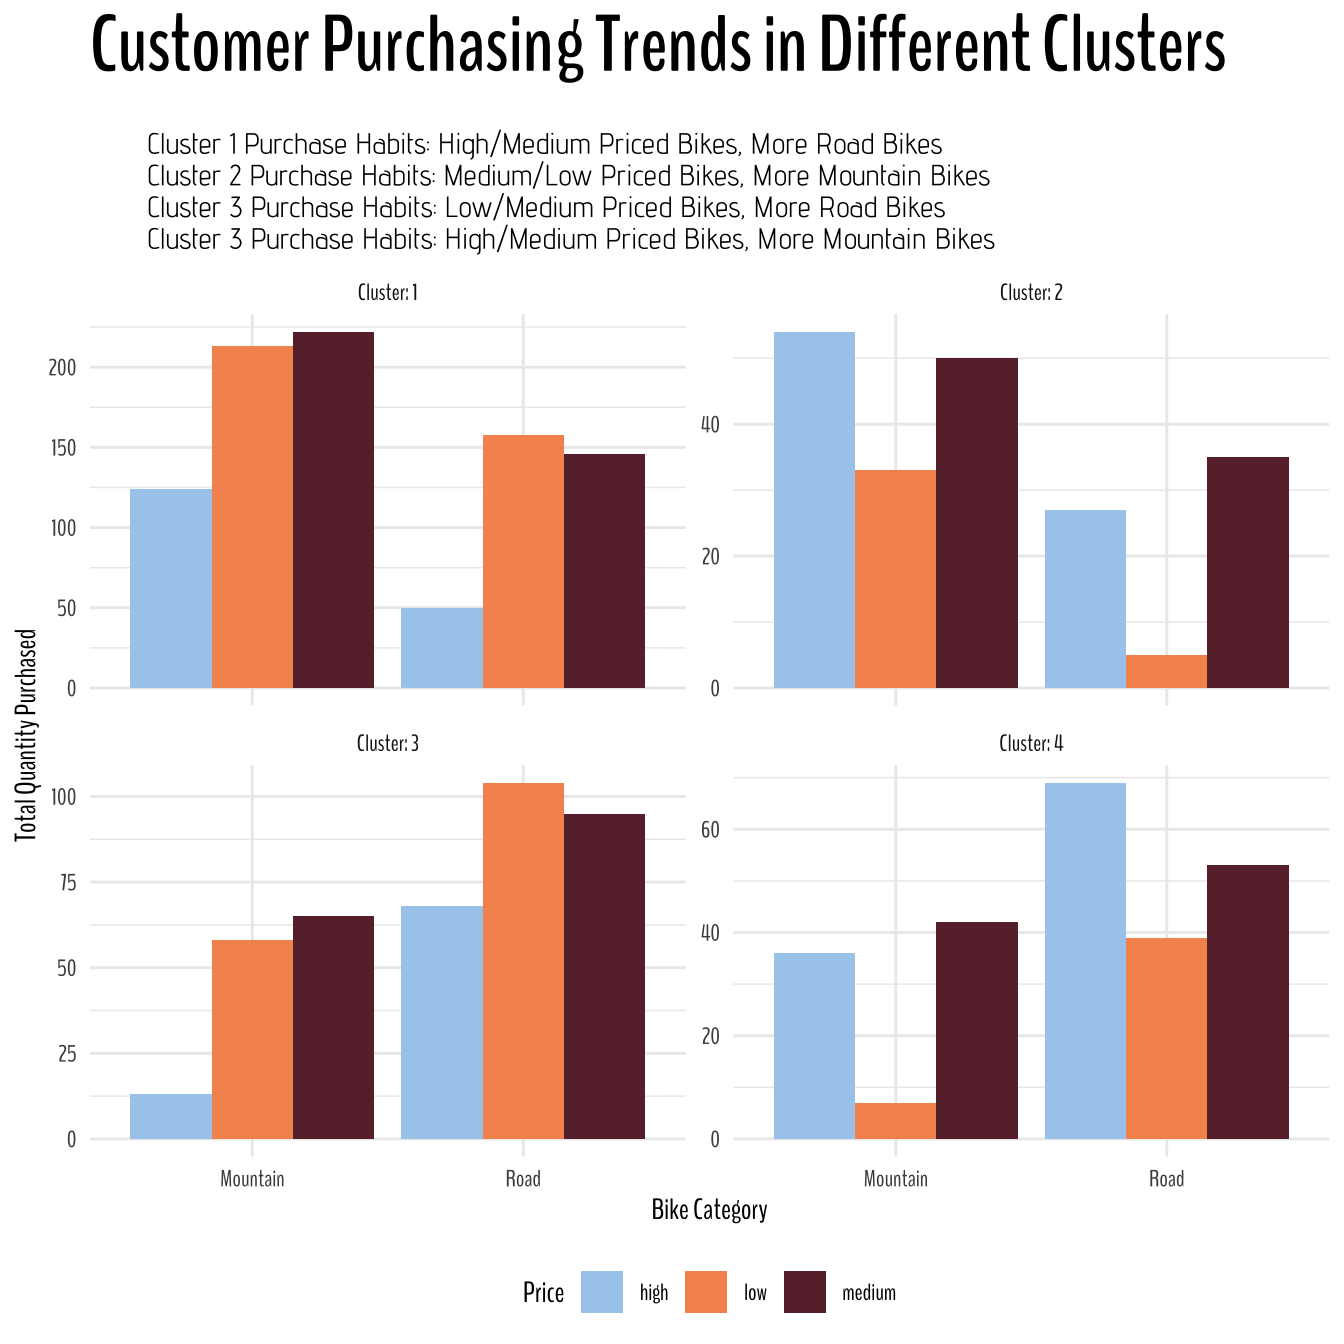 Customer Purchasing Trends in Different Clusters
Cluster 1 Purchase Habits: High/Medium Priced Bikes, More Road Bikes
Cluster 2 Purchase Habits: Medium/Low Priced Bikes, More Mountain Bikes
Cluster 3 Purchase Habits: Low/Medium Priced Bikes, More Road Bikes
Cluster 3 Purchase Habits: High/Medium Priced Bikes, More Mountain Bikes
Total Quantity Purchased
Cluster: 1
200
150
100
50
0
Cluster: 2
40
20
0
Cluster: 3
100
75
50
25
0
Mountain Road
Cluster: 4
60
40
20
0
Mountain Road
Bike Category
Price high low medium